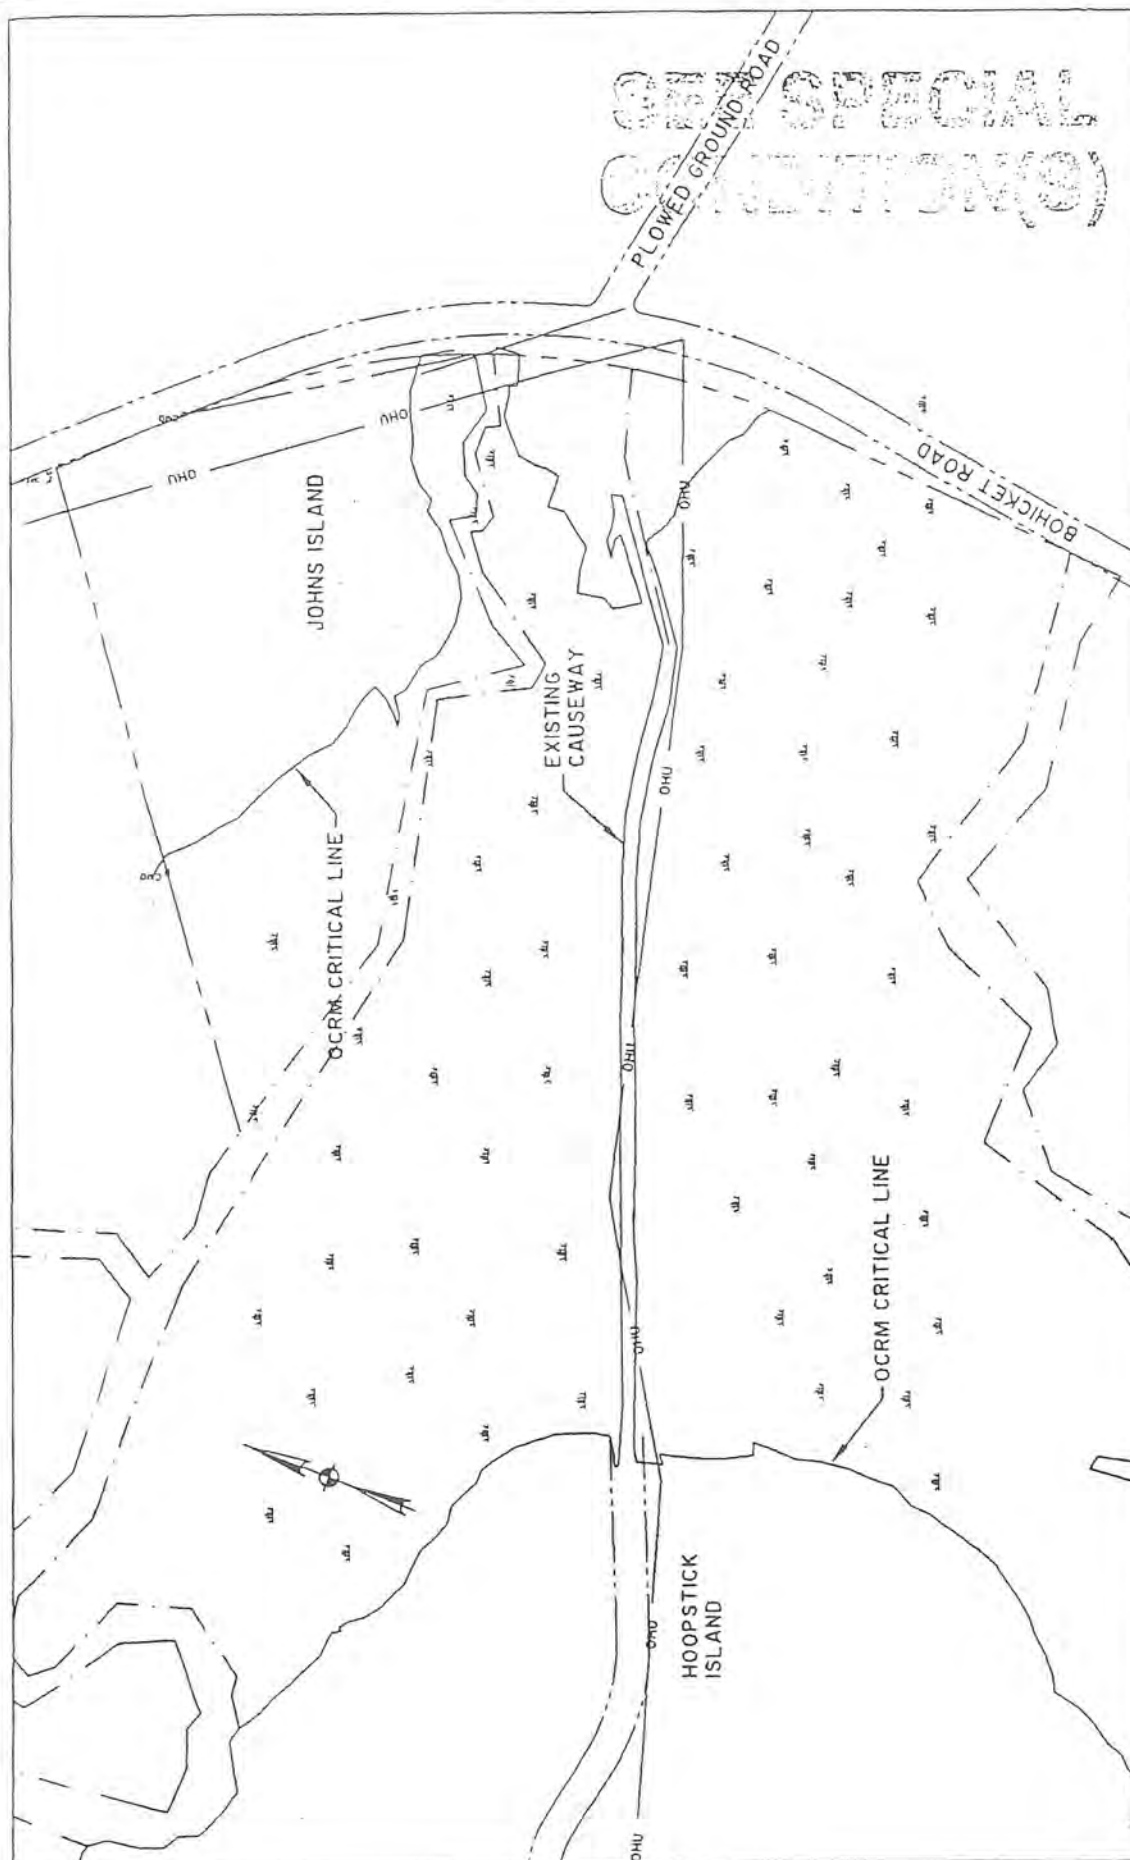 SEE SPECIAL
CONDITION(S)
PLOWED GROUND ROAD
BOHICKET ROAD
OHU
OHU
JOHNS ISLAND
OHU
EXISTING
CAUSEWAY
OHU
OCRM CRITICAL LINE
OHU
OHU
OCRM CRITICAL LINE
HOOPSTICK
ISLAND
OHU
OHU